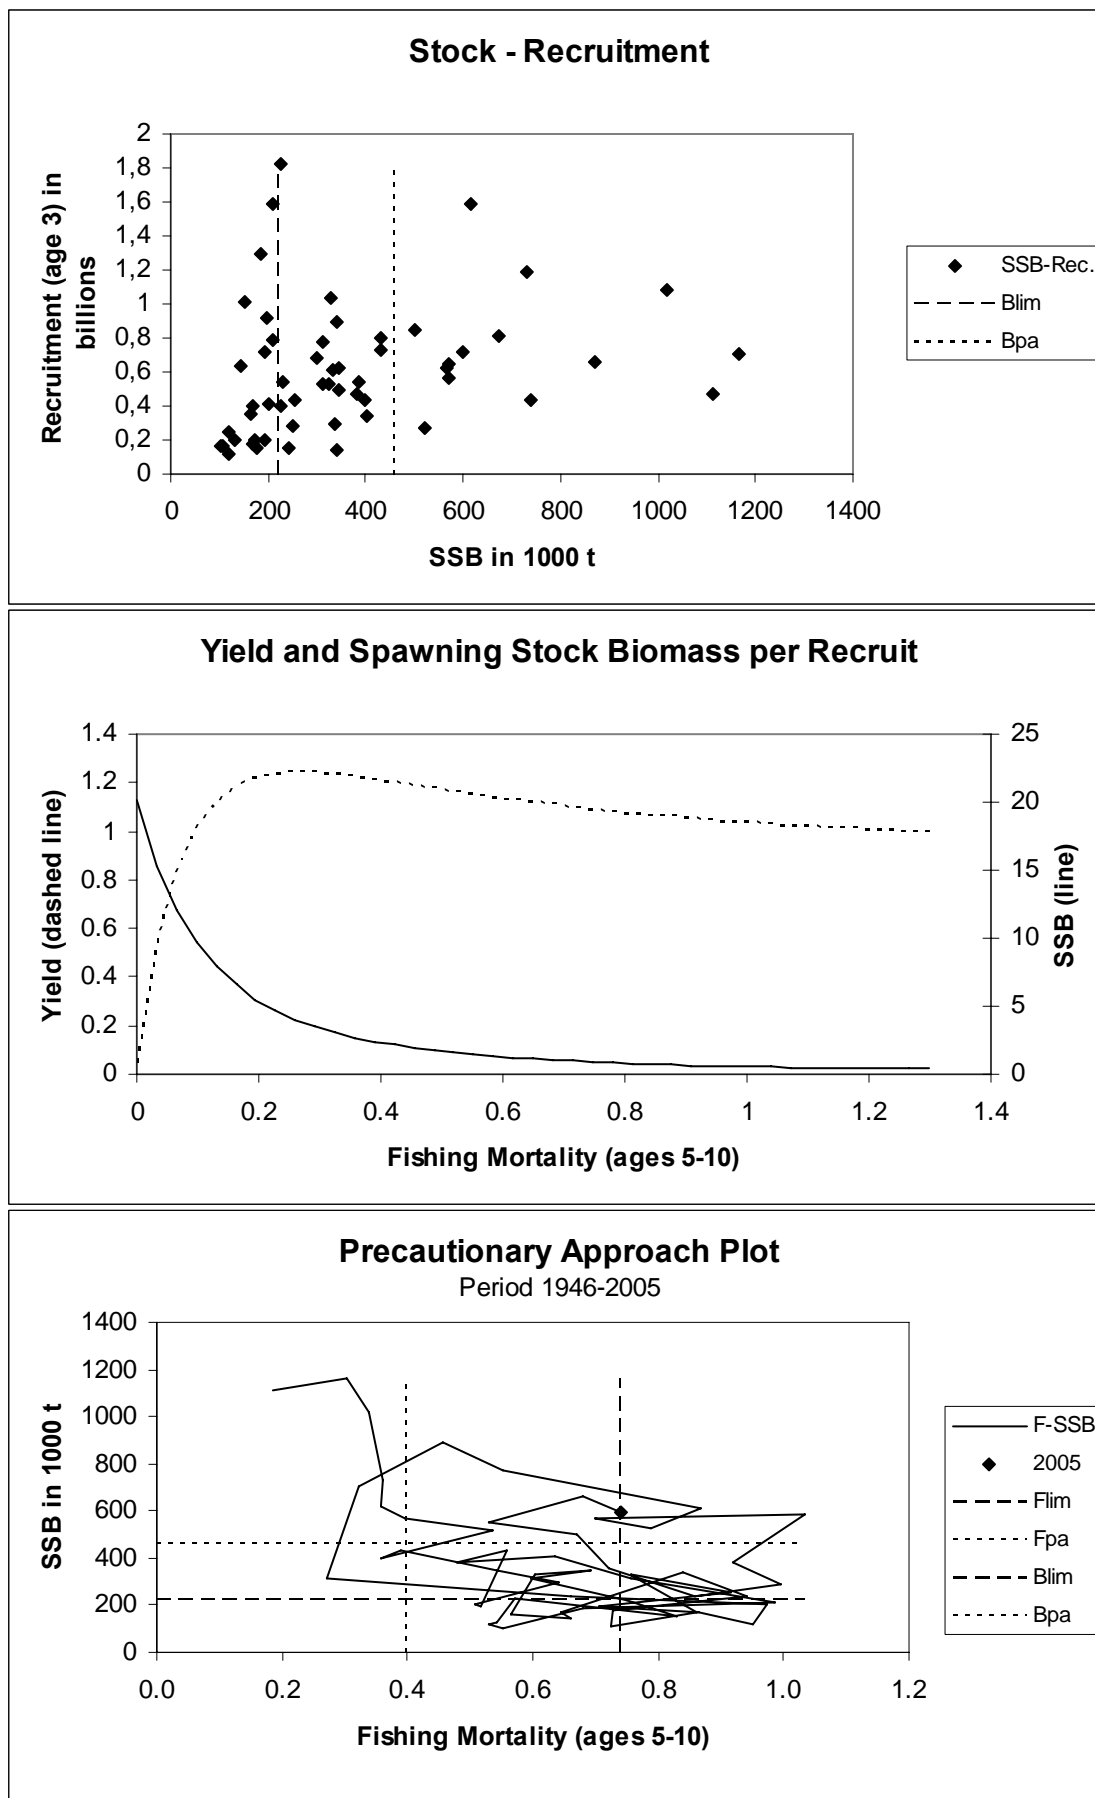 Stock - Recruitment
2
1,8
1,6
1,4
1,2
1
0,8
0,6
0,4
0,2
0
Recruitment (age 3) in
billions
0 200 400 600 800 1000 1200 1400
SSB in 1000 t
SSB-Rec.
Blim
Bpa
Yield and Spawning Stock Biomass per Recruit
1.4
1.2
1
0.8
0.6
0.4
0.2
0
Yield (dashed line)
25
20
15
10
5
0
SSB (line)
0 0.2 0.4 0.6 0.8 1 1.2 1.4
Fishing Mortality (ages 5-10)
Precautionary Approach Plot
Period 1946-2005
1400
1200
1000
800
600
400
200
0
SSB in 1000 t
0.0 0.2 0.4 0.6 0.8 1.0 1.2
Fishing Mortality (ages 5-10)
F-SSB
2005
Flim
Fpa
Blim
Bpa